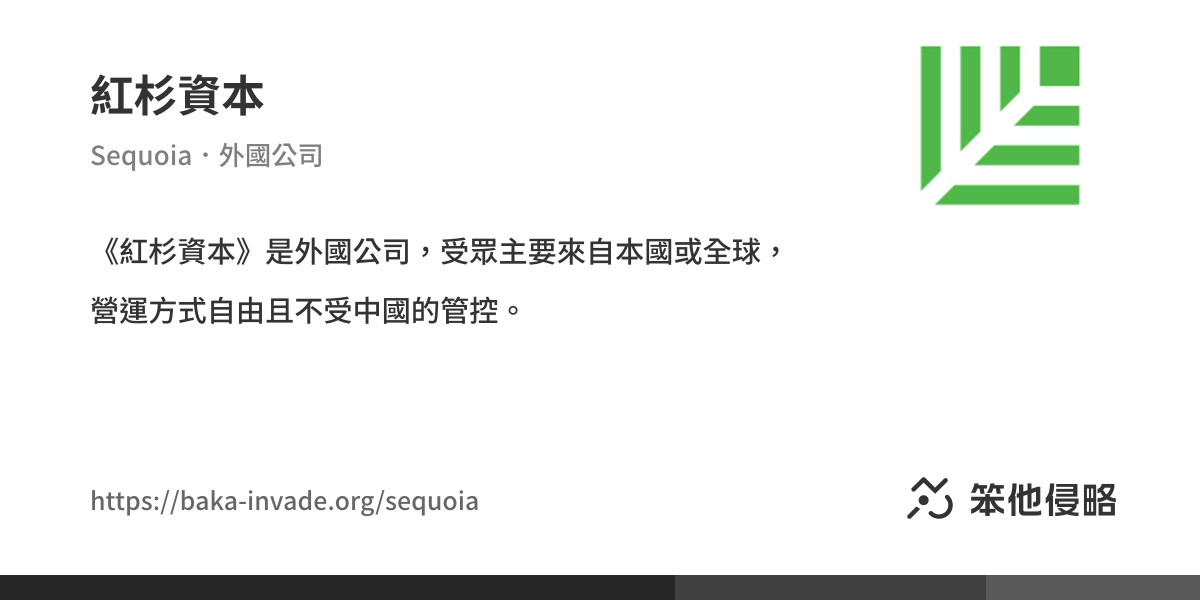 紅杉資本
Sequoia・外國公司
《紅杉資本》是外國公司，受眾主要來自本國或全球，
營運方式自由且不受中國的管控。
https://baka-invade.org/sequoia
笨他侵略